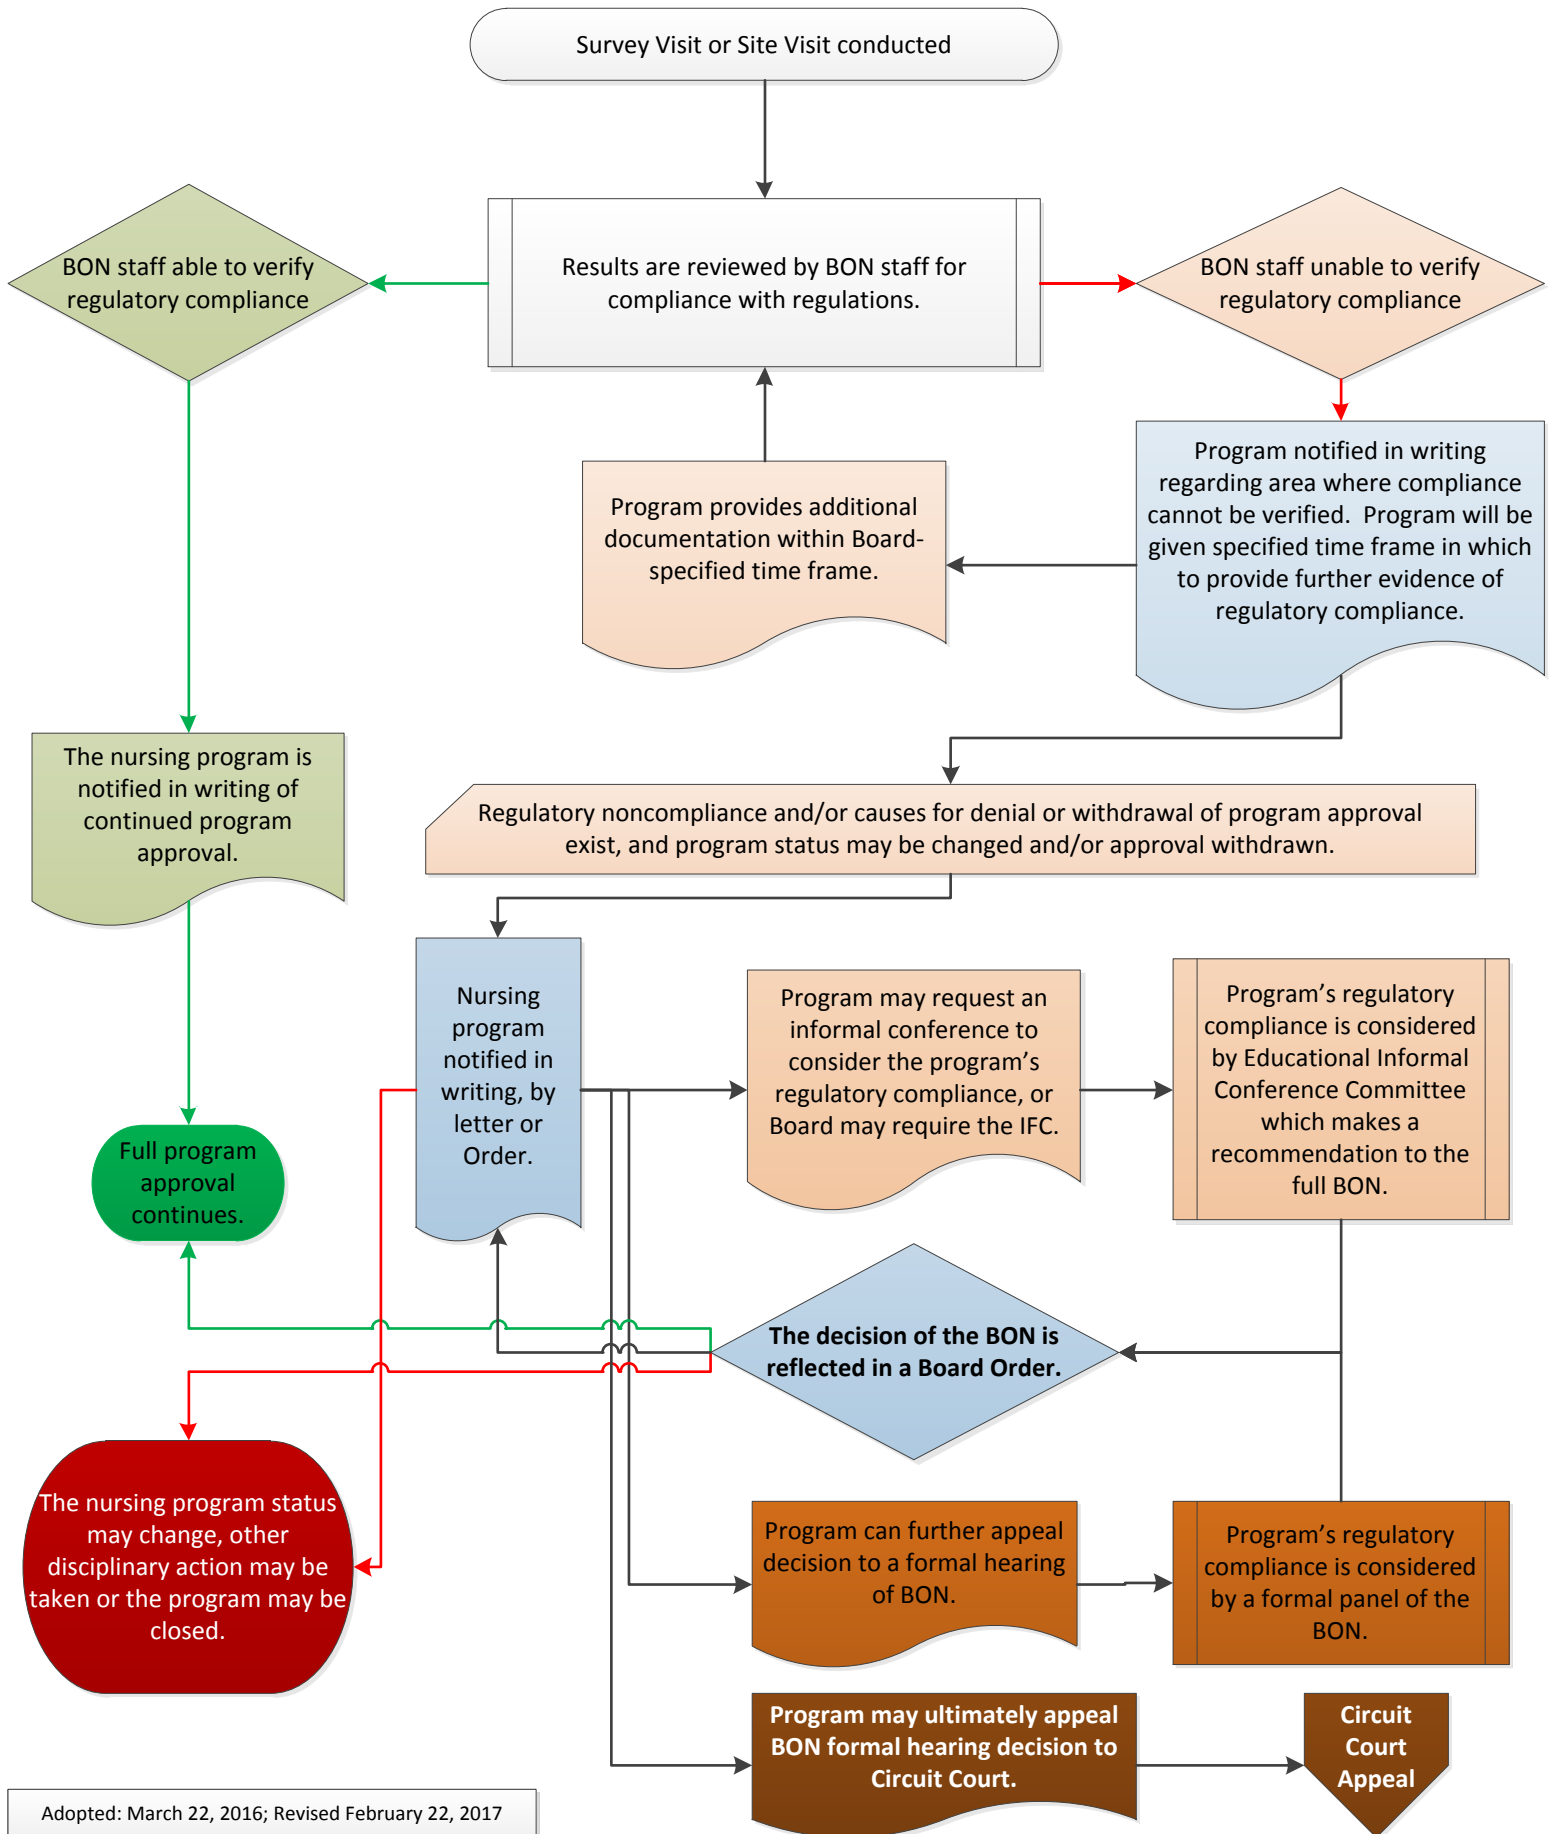 Survey Visit or Site Visit conducted
BON staff able to verify
regulatory compliance
Results are reviewed by BON staff for
compliance with regulations.
BON staff unable to verify
regulatory compliance
Program notified in writing
regarding area where compliance
cannot be verified.  Program will be
given specified time frame in which
to provide further evidence of
regulatory compliance.
Program provides additional
documentation within Board-
specified time frame.
The nursing program is
notified in writing of
continued program
approval.
Regulatory noncompliance and/or causes for denial or withdrawal of program approval
exist, and program status may be changed and/or approval withdrawn.
Nursing
program
notified in
writing, by
letter or
Order.
Program may request an
informal conference to
consider the program’s
regulatory compliance, or
Board may require the IFC.
Program’s regulatory
compliance is considered
by Educational Informal
Conference Committee
which makes a
recommendation to the
full BON.
Full program
approval
continues.
The decision of the BON is
reflected in a Board Order.
The nursing program status
may change, other
disciplinary action may be
taken or the program may be
closed.
Program can further appeal
decision to a formal hearing
of BON.
Program’s regulatory
compliance is considered
by a formal panel of the
BON.
Program may ultimately appeal
BON formal hearing decision to
Circuit Court.
Circuit
Court
Appeal
Adopted: March 22, 2016; Revised February 22, 2017